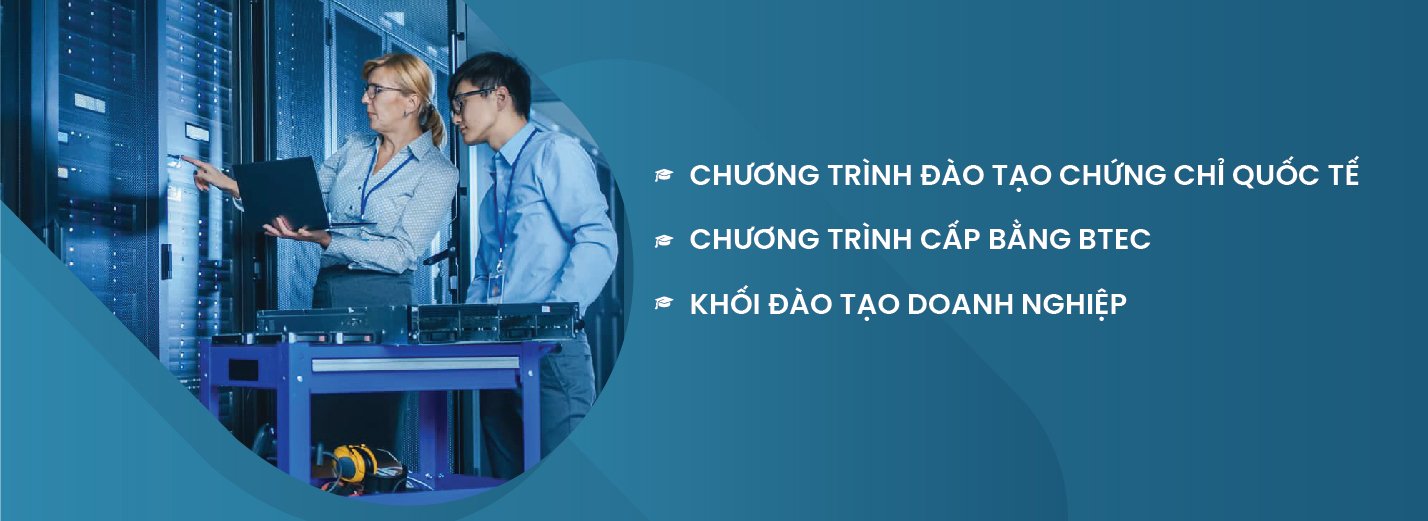 CHƯƠNG TRÌNH ĐÀO TẠO CHỨNG CHỈ QUỐC TẾ
CHƯƠNG TRÌNH CẤP BẰNG BTEC
KHỐI ĐÀO TẠO DOANH NGHIỆP